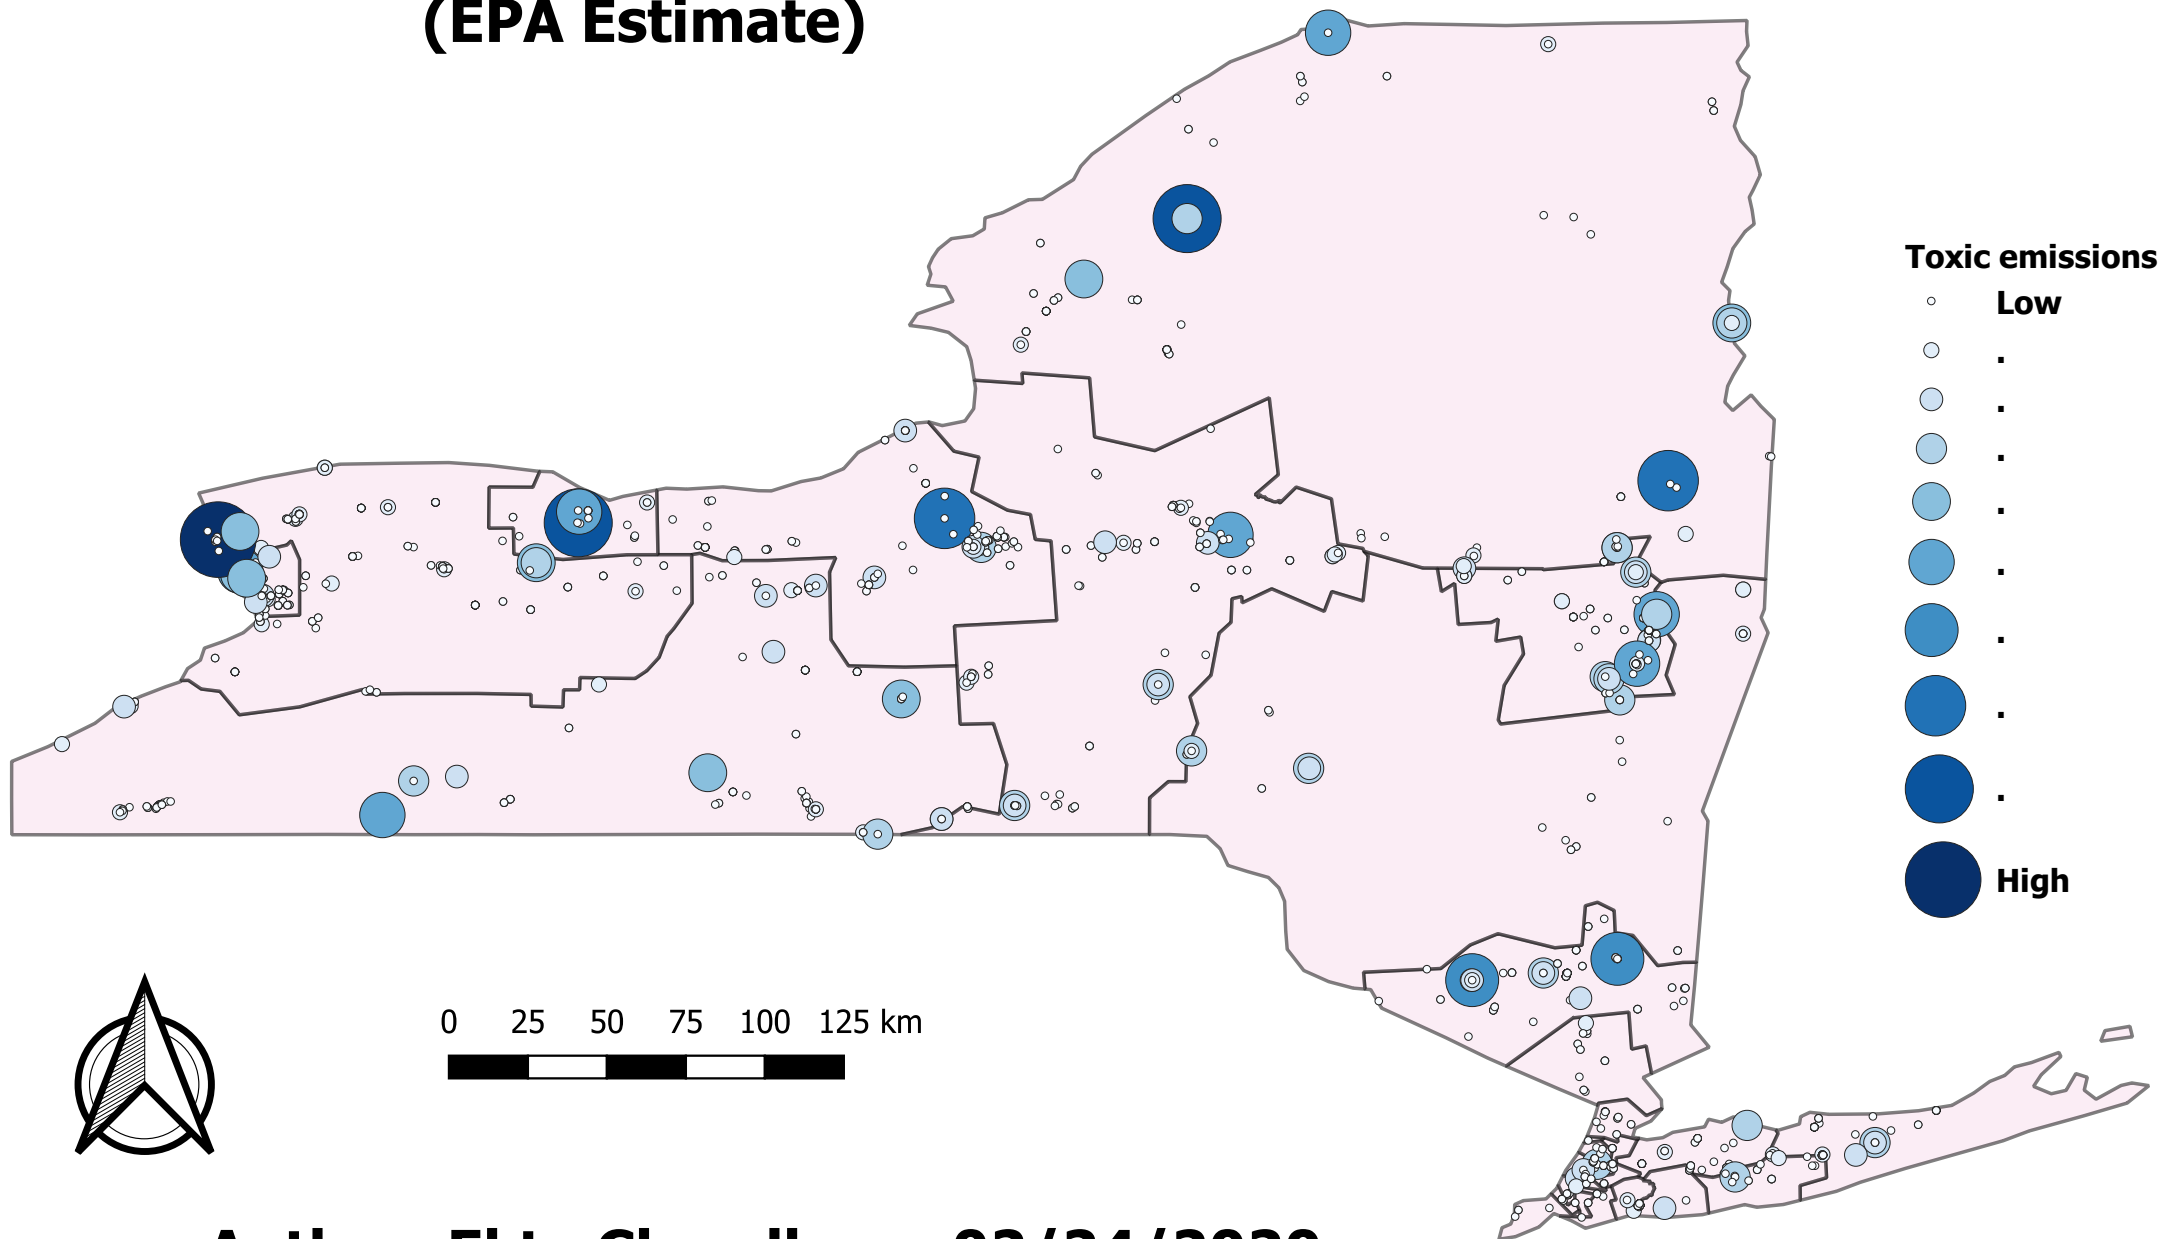 (EPA Estimate)
Toxic emissions
Low
.
.
.
.
.
.
.
.
High
0 25 50 75 100 125 km